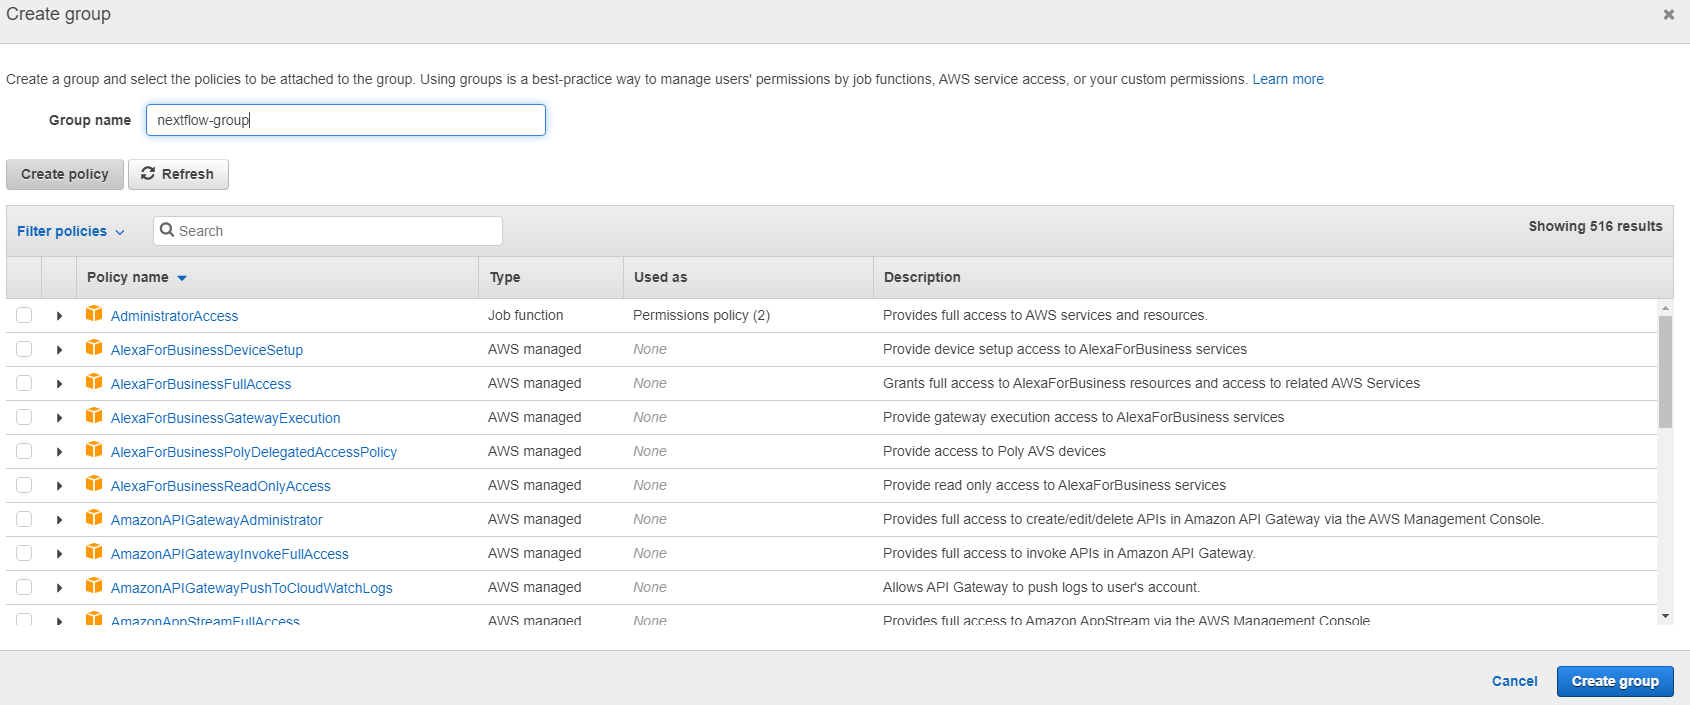 Create group
Create a group and select the policies to be attached to the group. Using groups is a best-practice way to manage users' permissions by job functions, AWS service access, or your custom permissions. Learn more
Group name nextflow-group
Create policy Refresh
Filter policies Search Showing 516 results
Policy name Type Used as Description
AdministratorAccess Job function Permissions policy (2) Provides full access to AWS services and resources.
AlexaForBusinessDeviceSetup AWS managed None Provide device setup access to AlexaForBusiness services
AlexaForBusinessFullAccess AWS managed None Grants full access to AlexaForBusiness resources and access to related AWS Services
AlexaForBusinessGatewayExecution AWS managed None Provide gateway execution access to AlexaForBusiness services
AlexaForBusinessPolyDelegatedAccessPolicy AWS managed None Provide access to Poly AVS devices
AlexaForBusinessReadOnlyAccess AWS managed None Provide read only access to AlexaForBusiness services
AmazonAPIGatewayAdministrator AWS managed None Provides full access to create/edit/delete APIs in Amazon API Gateway via the AWS Management Console.
AmazonAPIGatewayInvokeFullAccess AWS managed None Provides full access to invoke APIs in Amazon API Gateway.
AmazonAPIGatewayPushToCloudWatchLogs AWS managed None Allows API Gateway to push logs to user's account.
AmazonAppStreamFullAccess AWS managed None Provides full access to Amazon AppStream via the AWS Management Console
Cancel Create group